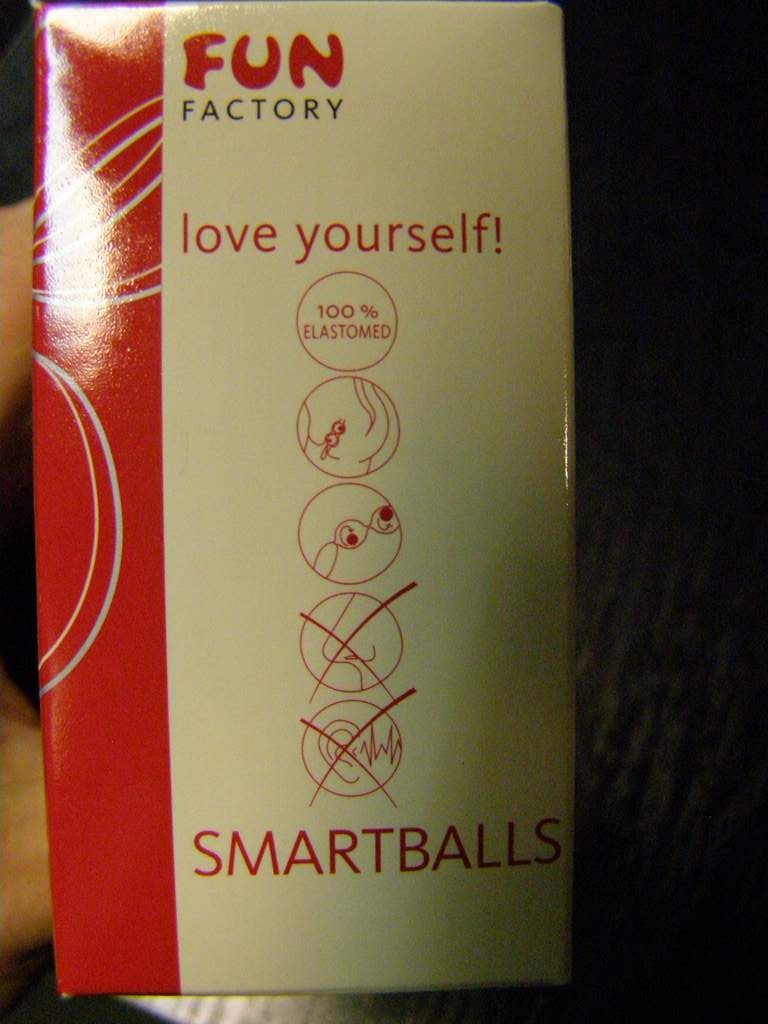 FUN
FACTORY
love yourself!
100 %
ELASTOMED
SMARTBALLS